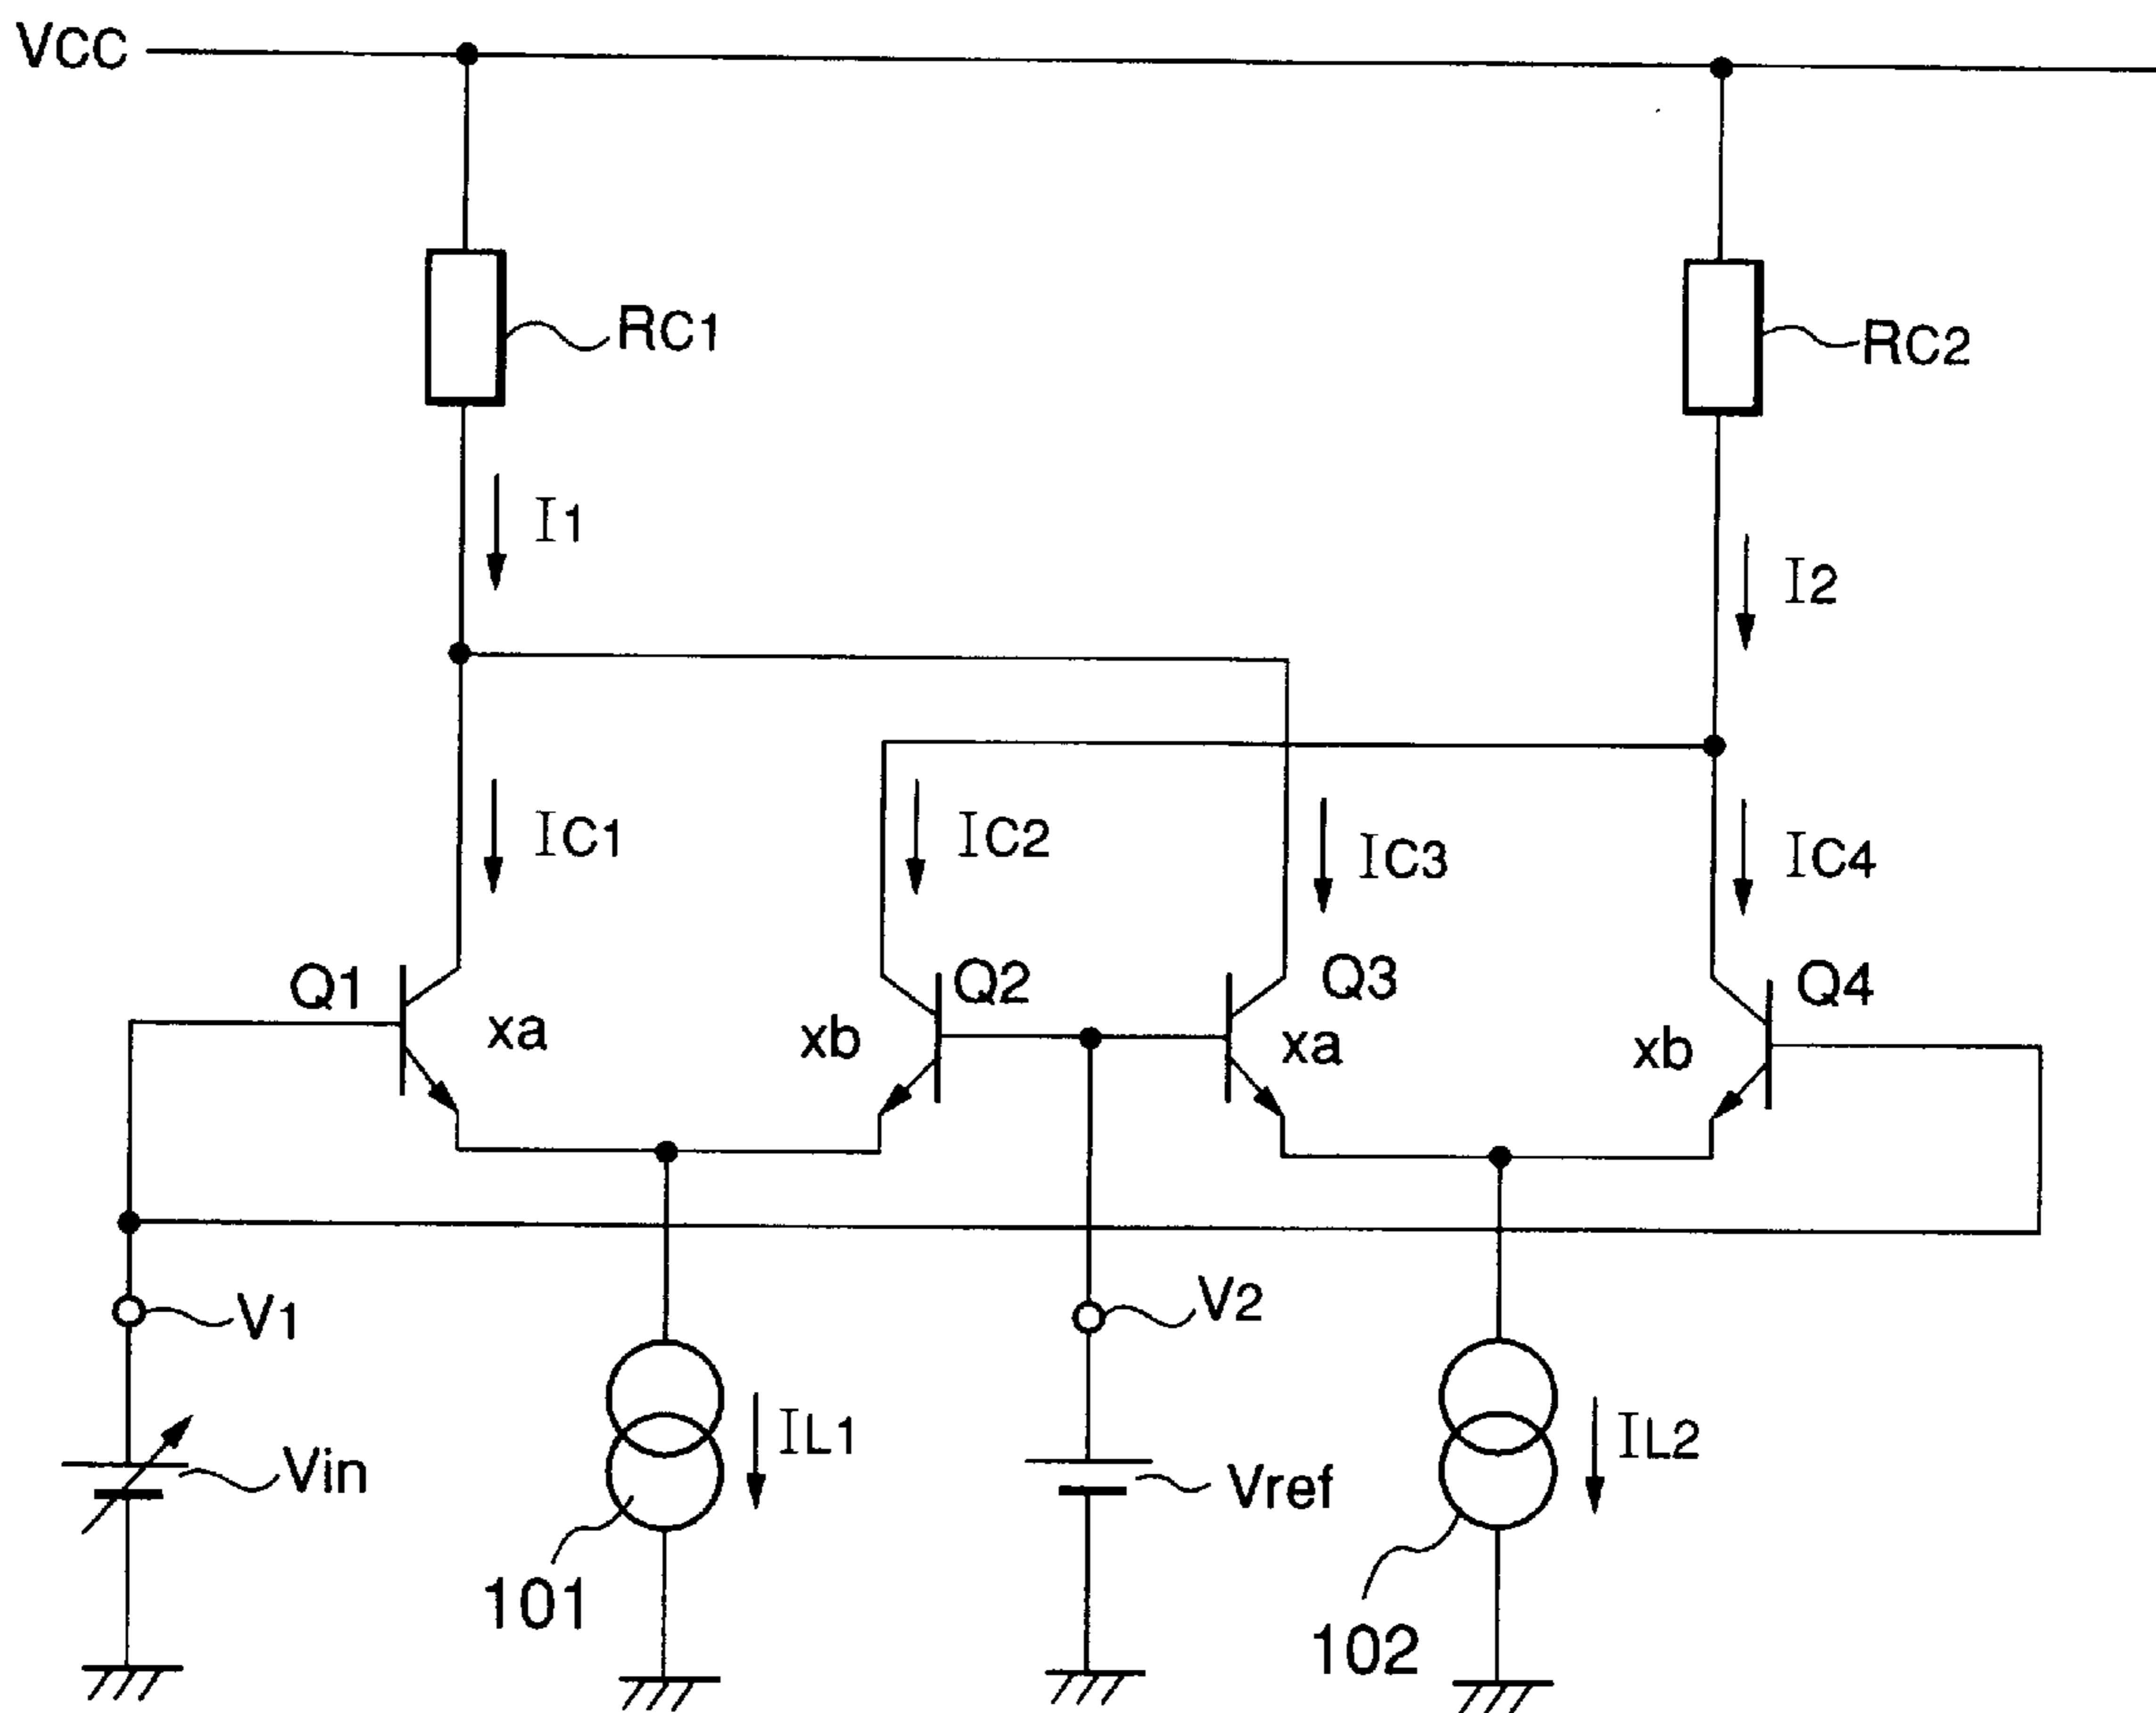 VCC
RC1
RC2
I1
I2
IC1
IC2
IC3
IC4
Q1
Q2
Q3
Q4
xa
xb
xa
xb
V1
V2
Vin
IL1
Vref
IL2
101
102